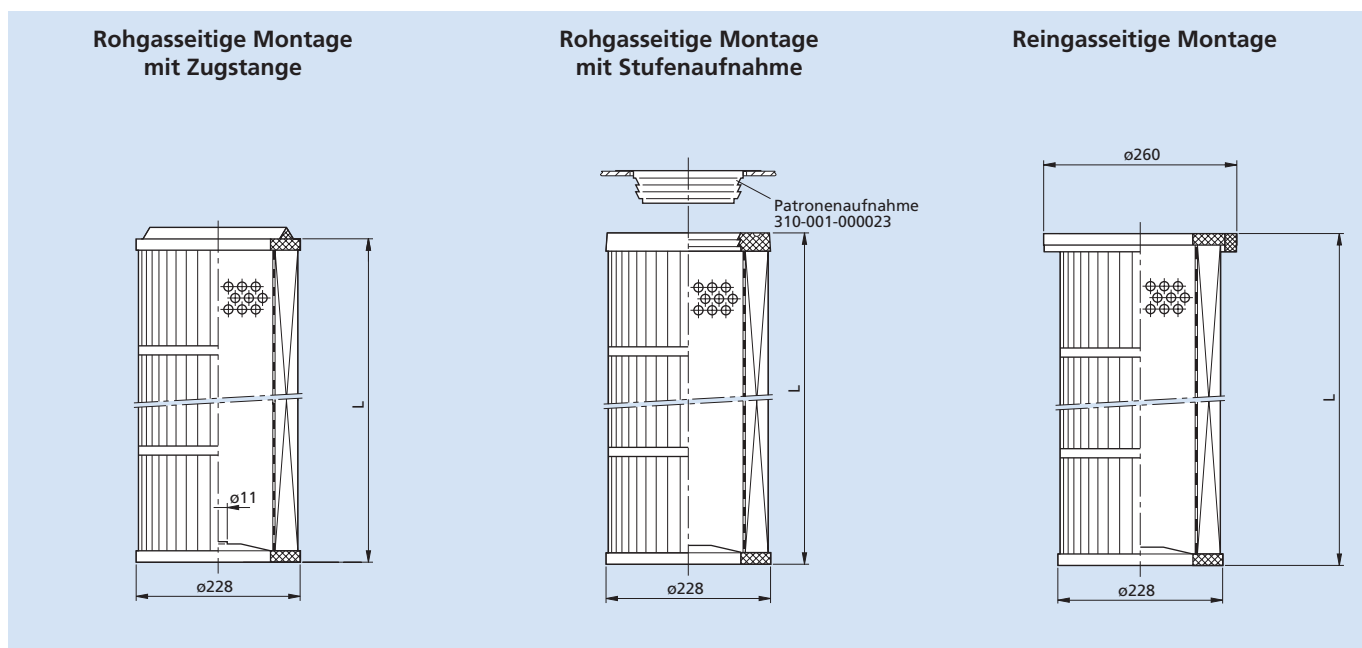 Rohgasseitige Montage
mit Zugstange
Rohgasseitige Montage
mit Stufenaufnahme
Reingasseitige Montage
ø260
Patronenaufnahme
310-001-000023
L
L
L
ø11
ø228
ø228
ø228